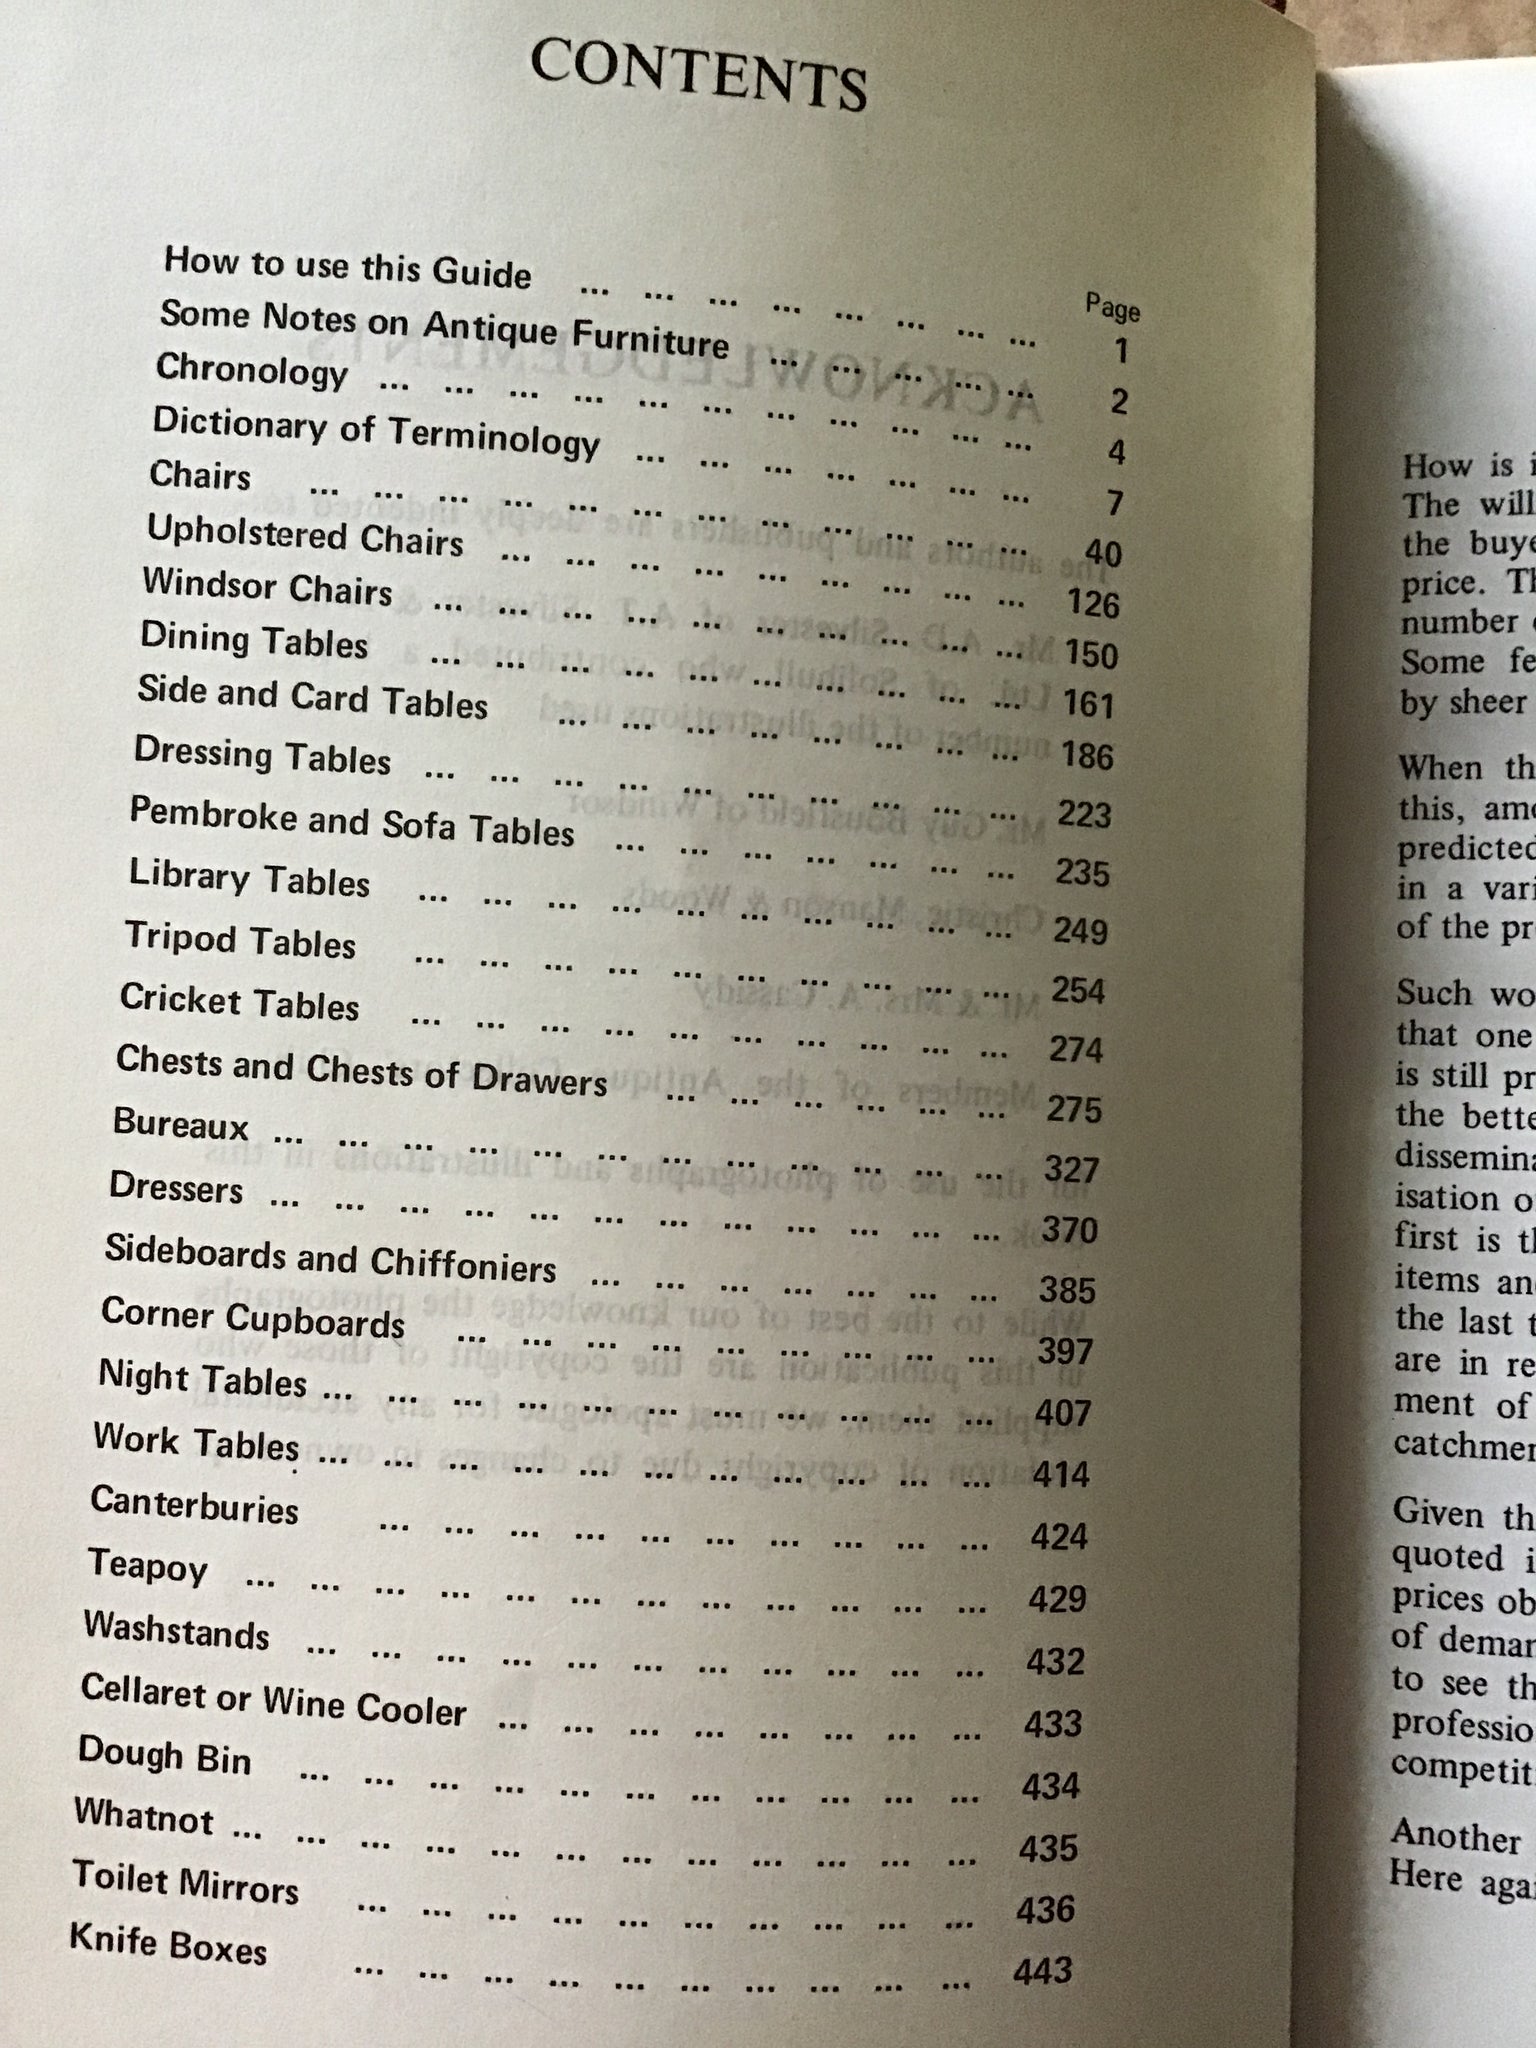 CONTENTS
Page
How to use this Guide ... ... ... ... ... ... ... ... 1
Some Notes on Antique Furniture ... ... ... ... ... 2
Chronology ... ... ... ... ... ... ... ... ... ... ... 4
Dictionary of Terminology ... ... ... ... ... ... ... 7
Chairs ... ... ... ... ... ... ... ... ... ... ... ... 40
Upholstered Chairs ... ... ... ... ... ... ... ... ... 126
Windsor Chairs ... ... ... ... ... ... ... ... ... ... 150
Dining Tables ... ... ... ... ... ... ... ... ... ... 161
Side and Card Tables ... ... ... ... ... ... ... ... 186
Dressing Tables ... ... ... ... ... ... ... ... ... ... 223
Pembroke and Sofa Tables ... ... ... ... ... ... ... 235
Library Tables ... ... ... ... ... ... ... ... ... ... 249
Tripod Tables ... ... ... ... ... ... ... ... ... ... 254
Cricket Tables ... ... ... ... ... ... ... ... ... ... 274
Chests and Chests of Drawers ... ... ... ... ... ... 275
Bureaux ... ... ... ... ... ... ... ... ... ... ... ... 327
Dressers ... ... ... ... ... ... ... ... ... ... ... ... 370
Sideboards and Chiffoniers ... ... ... ... ... ... ... 385
Corner Cupboards ... ... ... ... ... ... ... ... ... 397
Night Tables ... ... ... ... ... ... ... ... ... ... ... 407
Work Tables ... ... ... ... ... ... ... ... ... ... ... 414
Canterburies ... ... ... ... ... ... ... ... ... ... 424
Teapoy ... ... ... ... ... ... ... ... ... ... ... ... 429
Washstands ... ... ... ... ... ... ... ... ... ... ... 432
Cellaret or Wine Cooler ... ... ... ... ... ... ... ... 433
Dough Bin ... ... ... ... ... ... ... ... ... ... ... 434
Whatnot ... ... ... ... ... ... ... ... ... ... ... ... 435
Toilet Mirrors ... ... ... ... ... ... ... ... ... ... 436
Knife Boxes ... ... ... ... ... ... ... ... ... ... 443
How is
The will
the buye
price. Th
number
Some fe
by sheer
When th
this, amo
predicted
in a vari
of the pr
Such wo
that one
is still pr
the bette
dissemina
isation o
first is th
items and
the last t
are in re
ment of
catchmen
Given th
quoted i
prices ob
of deman
to see th
professio
competit
Another
Here agai